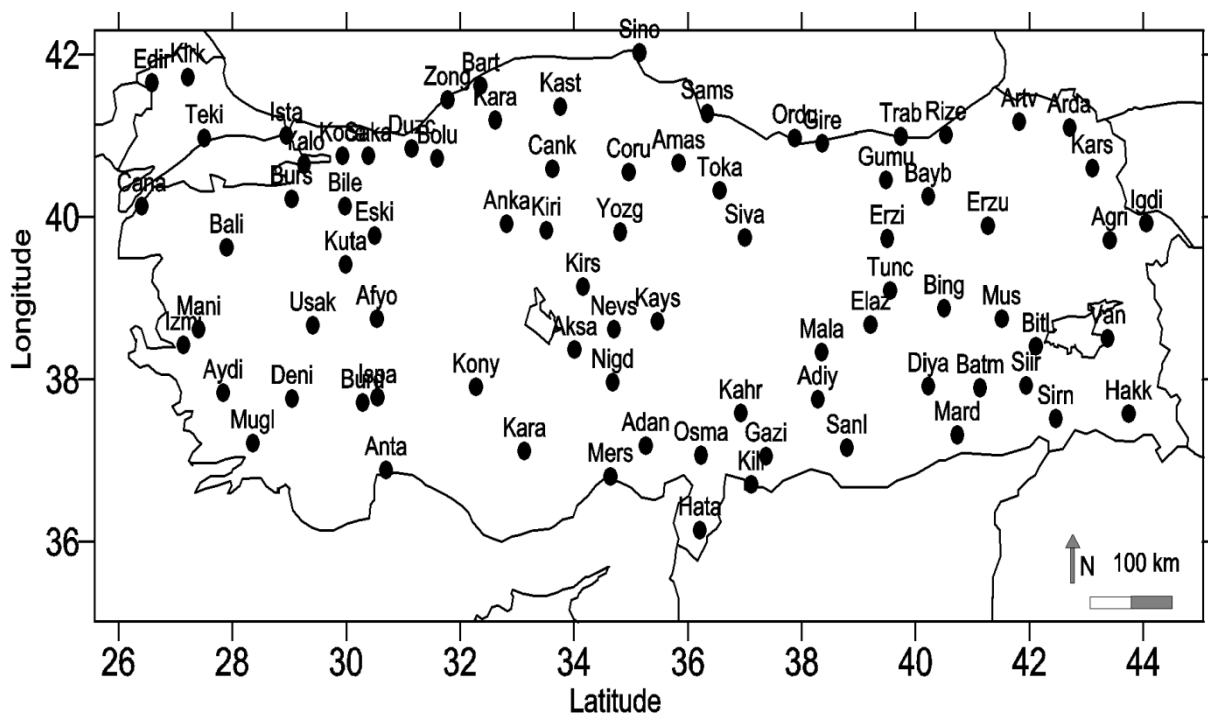 Sino
42
Edir
Kirk
Bart
Zong
Kast
Kara
Sams
Teki
Ista
Duzc
Koca
Saka
Bolu
Yalo
Ordu
Gire
Trab
Rize
Artv
Arda
Cank
Coru
Amas
Toka
Gumu
Bayb
Kars
Cana
Burs
Bile
40
Bali
Eski
Kuta
Anka
Kiri
Yozg
Siva
Erzi
Erzu
Agri
Igdi
Tunc
Kirs
Mani
Izmi
Usak
Afyo
Nevs
Kays
Aksa
Elaz
Bing
Mus
Mala
Bitl
Van
Longitude
38
Aydi
Deni
Burd
Ispa
Kony
Nigd
Kahr
Adiy
Diya
Batm
Siir
Sirn
Hakk
Mugl
Anta
Kara
Mers
Adan
Osma
Gazi
Kili
Sanl
Mard
36
Hata
N
100 km
26 28 30 32 34 36 38 40 42 44
Latitude